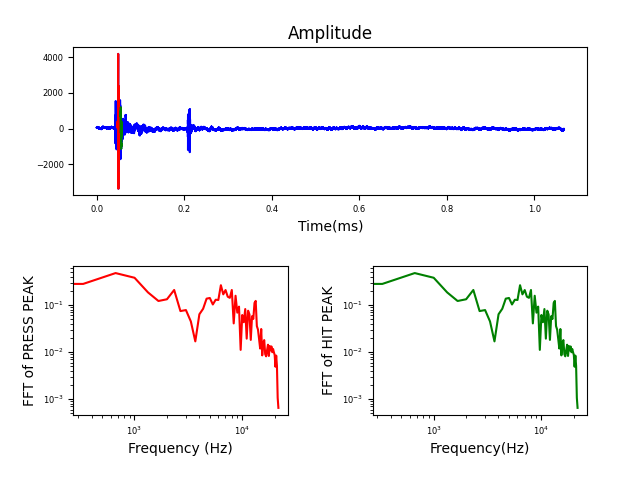 Amplitude
4000
2000
0
−2000
0.0 0.2 0.4 0.6 0.8 1.0
Time(ms)
FFT of PRESS PEAK
10⁻¹
10⁻²
10⁻³
10³ 10⁴
Frequency (Hz)
FFT of HIT PEAK
10⁻¹
10⁻²
10⁻³
10³ 10⁴
Frequency(Hz)